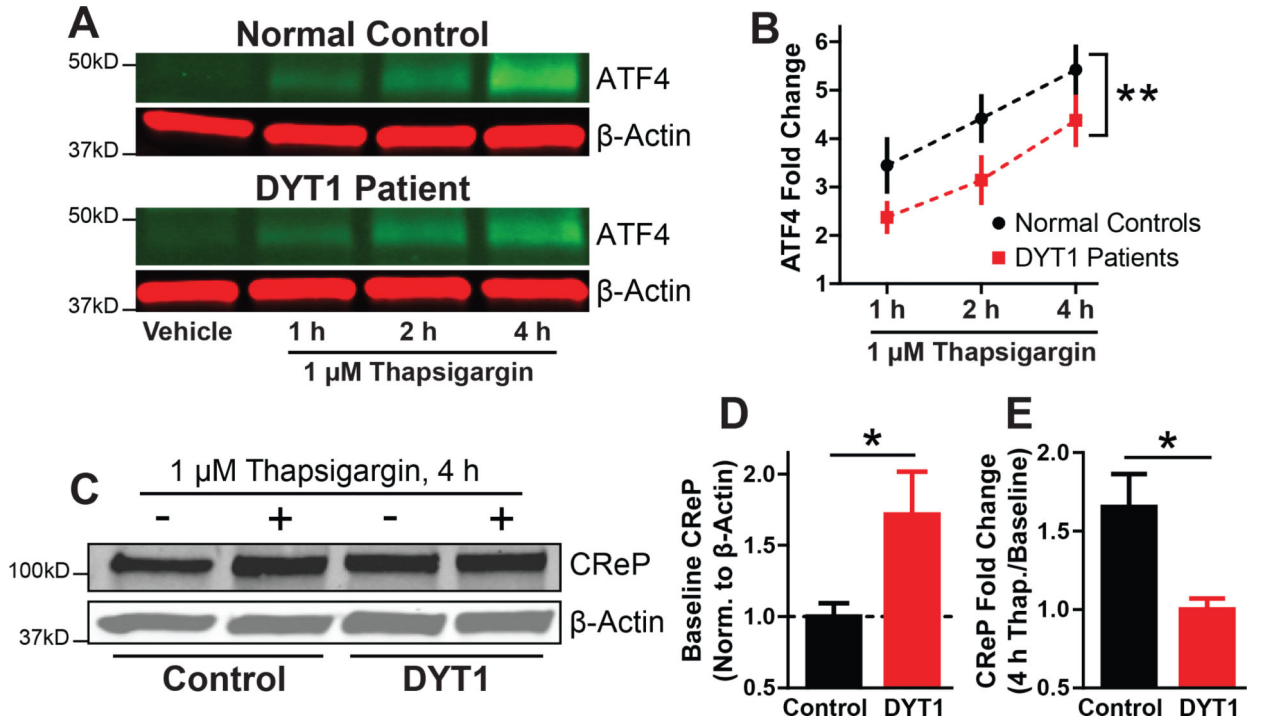 A
Normal Control
50kD
ATF4
β-Actin
37kD
DYT1 Patient
50kD
ATF4
β-Actin
37kD
Vehicle 1 h 2 h 4 h
1 µM Thapsigargin
B
ATF4 Fold Change
6
5
4
3
2
1
**
Normal Controls
DYT1 Patients
1 h 2 h 4 h
1 µM Thapsigargin
C
1 µM Thapsigargin, 4 h
- + - +
100kD
CReP
β-Actin
37kD
Control DYT1
D
Baseline CReP
(Norm. to β-Actin)
2.0
1.5
1.0
0.5
*
Control DYT1
E
CReP Fold Change
(4 h Thap./Baseline)
2.0
1.5
1.0
0.5
*
Control DYT1